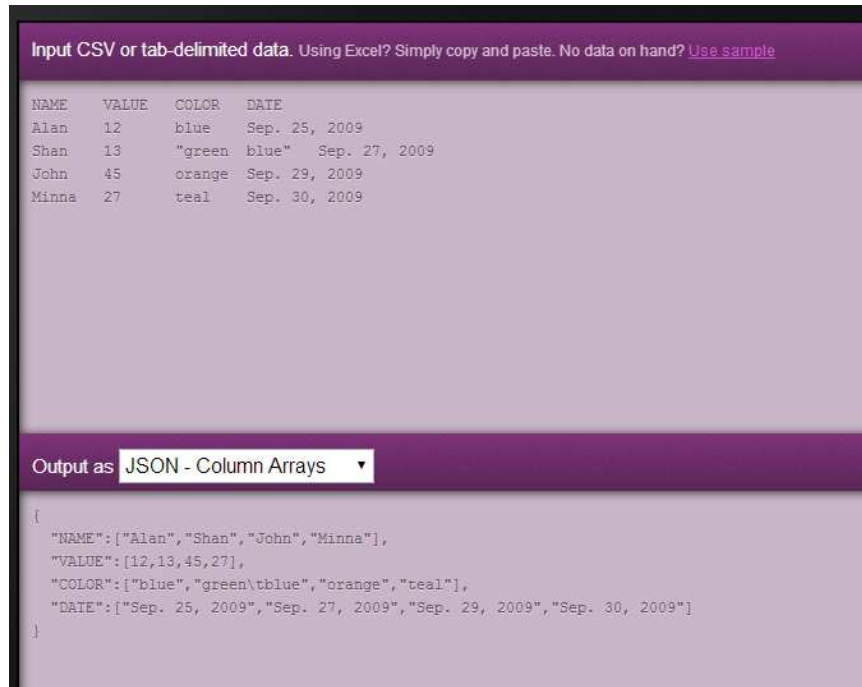 Input CSV or tab-delimited data. Using Excel? Simply copy and paste. No data on hand? Use sample
NAME VALUE COLOR DATE
Alan 12 blue Sep. 25, 2009
Shan 13 "green blue" Sep. 27, 2009
John 45 orange Sep. 29, 2009
Minna 27 teal Sep. 30, 2009
Output as JSON - Column Arrays
{
"NAME":["Alan","Shan","John","Minna"],
"VALUE":[12,13,45,27],
"COLOR":["blue","green\tblue","orange","teal"],
"DATE":["Sep. 25, 2009","Sep. 27, 2009","Sep. 29, 2009","Sep. 30, 2009"]
}